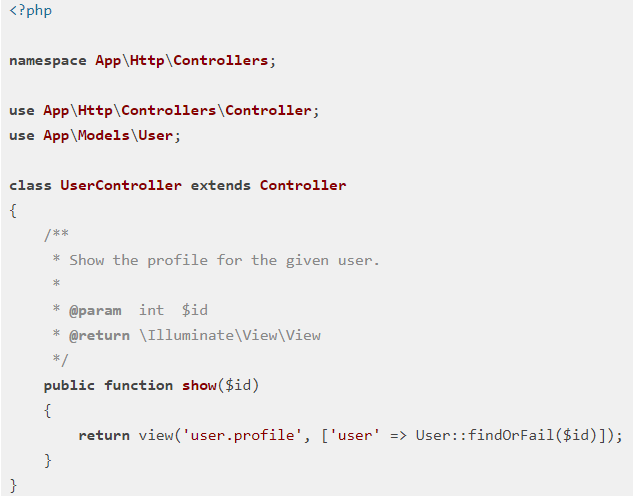 <?php

namespace App\Http\Controllers;

use App\Http\Controllers\Controller;
use App\Models\User;

class UserController extends Controller
{
    /**
     * Show the profile for the given user.
     *
     * @param  int  $id
     * @return \Illuminate\View\View
     */
    public function show($id)
    {
        return view('user.profile', ['user' => User::findOrFail($id)]);
    }
}